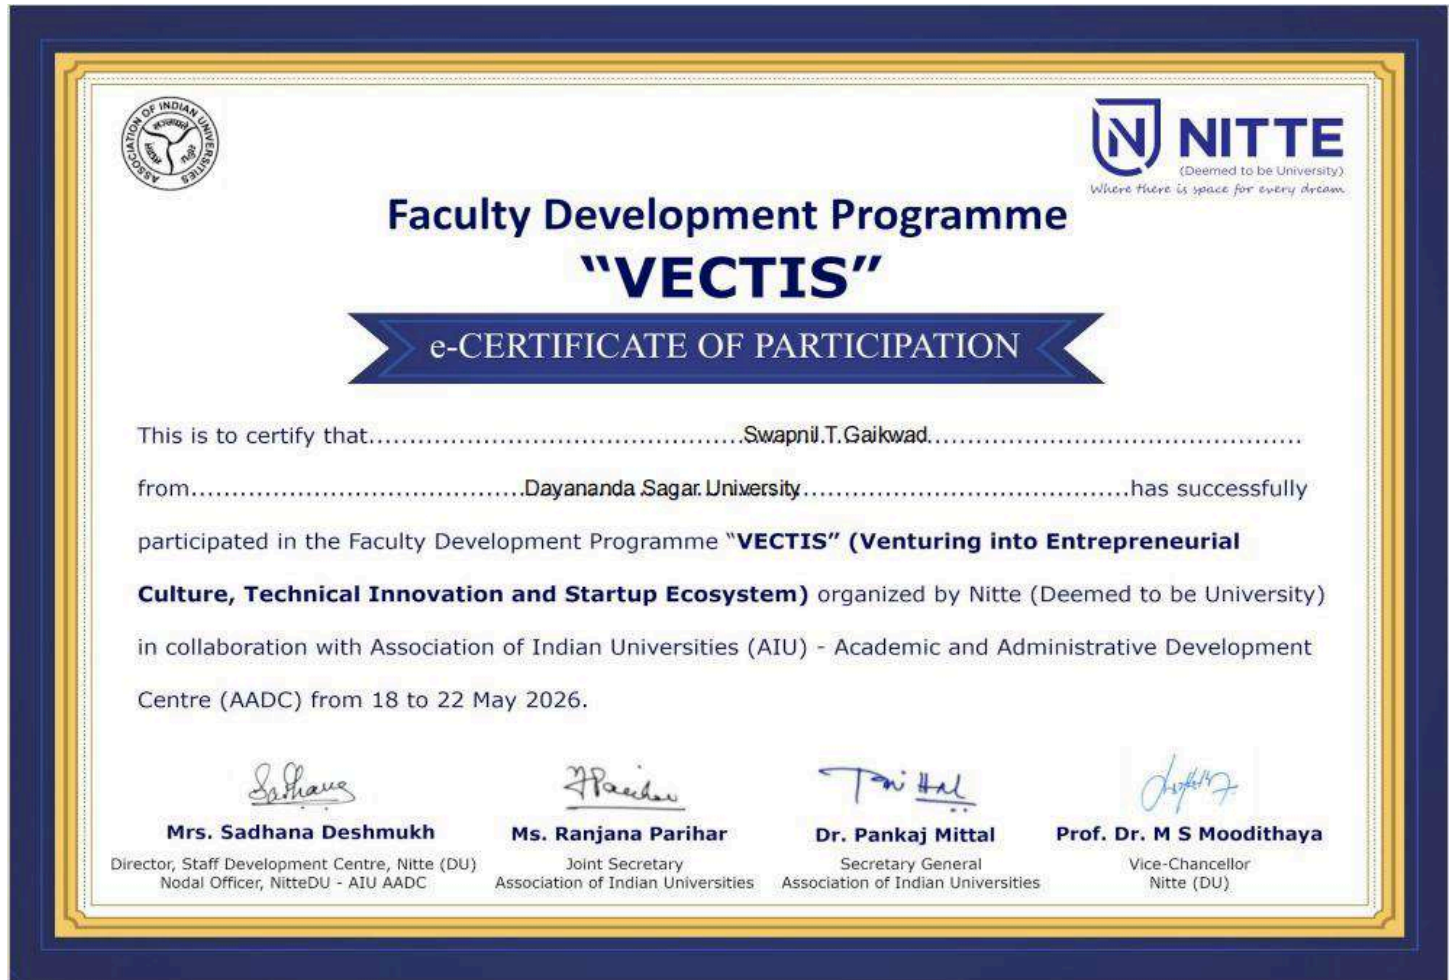 ASSOCIATION OF INDIAN UNIVERSITIES
N NITTE
(Deemed to be University)
Where there is space for every dream
Faculty Development Programme
“VECTIS”
e-CERTIFICATE OF PARTICIPATION
This is to certify that..............................................Swapnil.T.Gaikwad..............................................
from.........................................Dayananda Sagar University........................................has successfully
participated in the Faculty Development Programme “VECTIS” (Venturing into Entrepreneurial
Culture, Technical Innovation and Startup Ecosystem) organized by Nitte (Deemed to be University)
in collaboration with Association of Indian Universities (AIU) - Academic and Administrative Development
Centre (AADC) from 18 to 22 May 2026.
Mrs. Sadhana Deshmukh
Director, Staff Development Centre, Nitte (DU)
Nodal Officer, NitteDU - AIU AADC
Ms. Ranjana Parihar
Joint Secretary
Association of Indian Universities
Dr. Pankaj Mittal
Secretary General
Association of Indian Universities
Prof. Dr. M S Moodithaya
Vice-Chancellor
Nitte (DU)